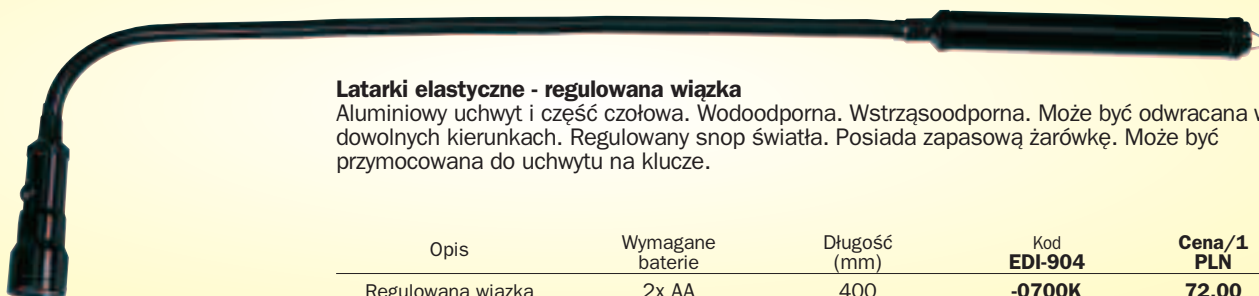 Latarki elastyczne - regulowana wiązka
Aluminiowy uchwyt i część czołowa. Wodoodporna. Wstrząsoodporna. Może być odwracana w
dowolnych kierunkach. Regulowany snop światła. Posiada zapasową żarówkę. Może być
przymocowana do uchwytu na klucze.
Opis Wymagane baterie Długość (mm) Kod EDI-904 Cena/1 PLN
Regulowana wiązka 2x AA 400 -0700K 72,00